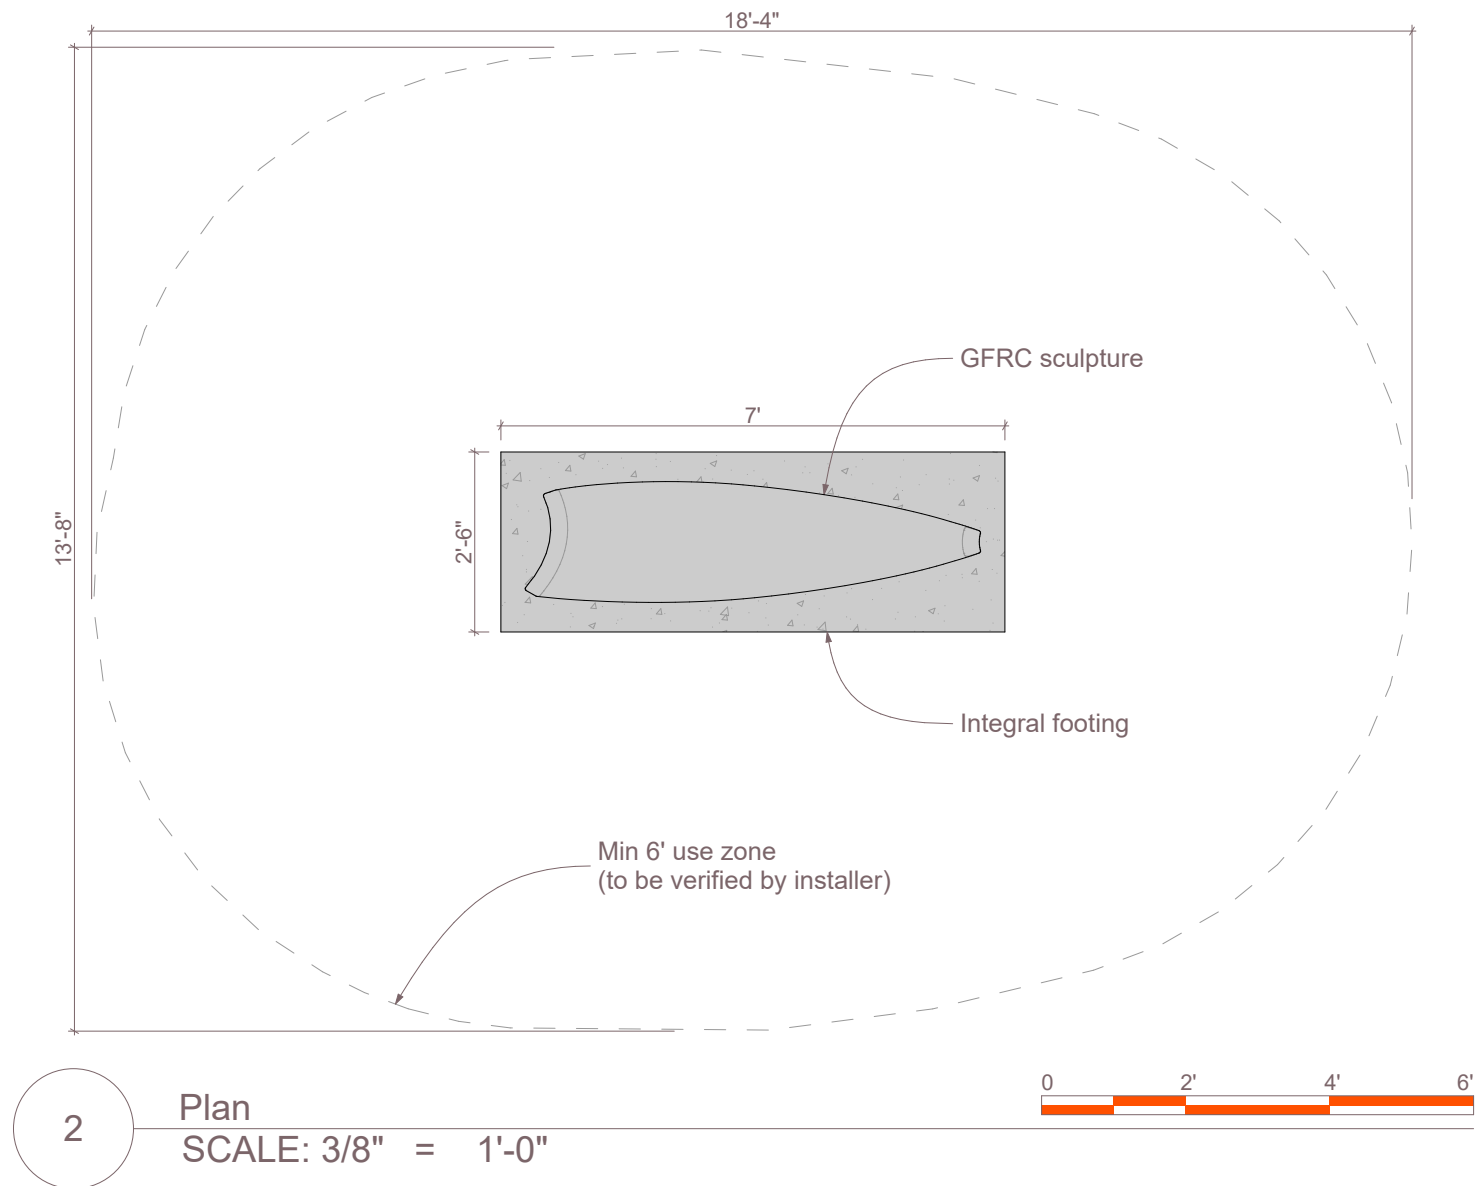 18'-4"
13'-8"
GFRC sculpture
7'
2'-6"
Integral footing
Min 6' use zone
(to be verified by installer)
0 2' 4' 6'
2
Plan
SCALE: 3/8" = 1'-0"